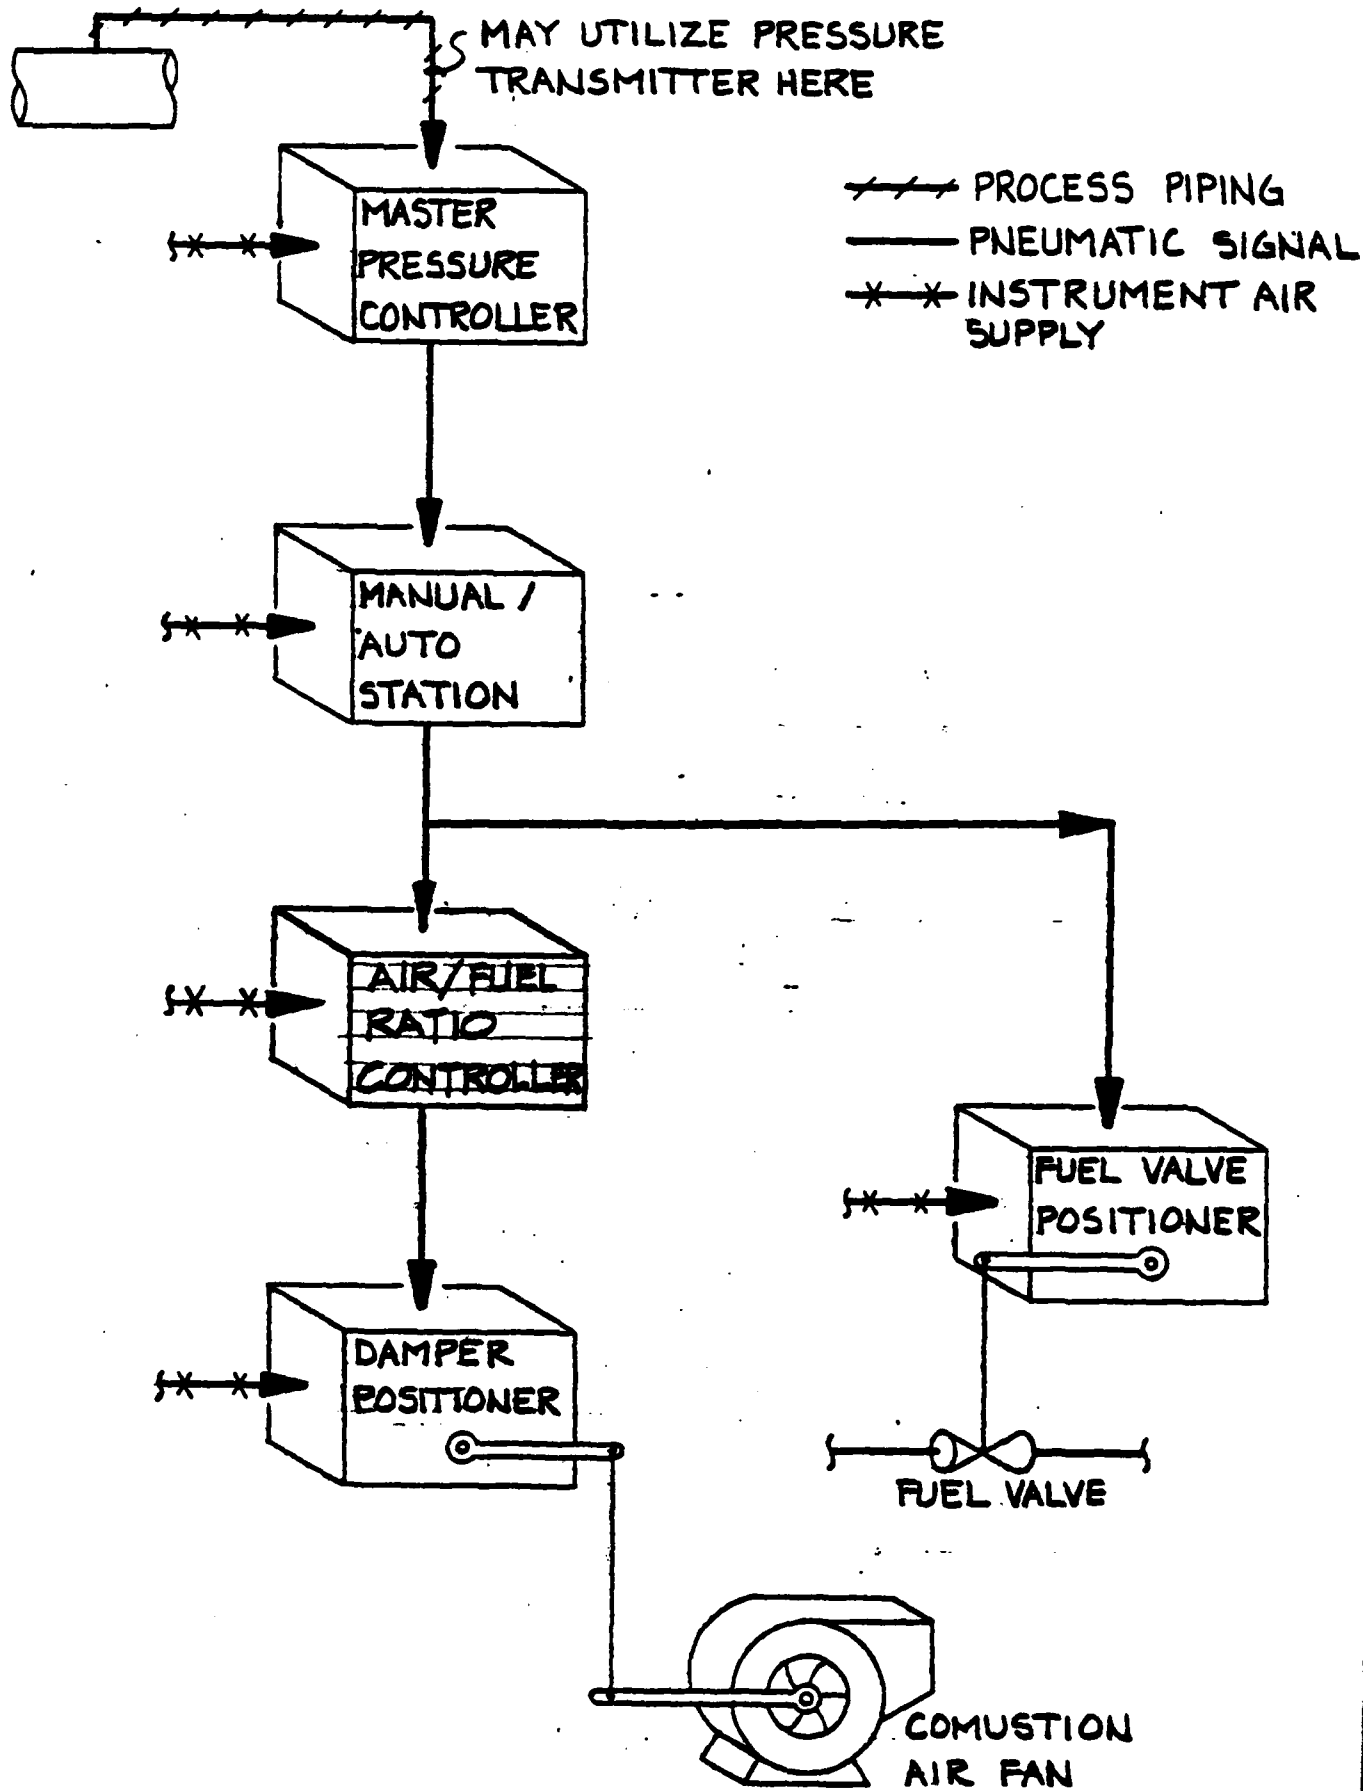 MAY UTILIZE PRESSURE
TRANSMITTER HERE
PROCESS PIPING
PNEUMATIC SIGNAL
INSTRUMENT AIR
SUPPLY
MASTER
PRESSURE
CONTROLLER
MANUAL /
AUTO
STATION
AIR/FUEL
RATIO
CONTROLLER
FUEL VALVE
POSITIONER
DAMPER
POSITIONER
FUEL VALVE
COMUSTION
AIR FAN